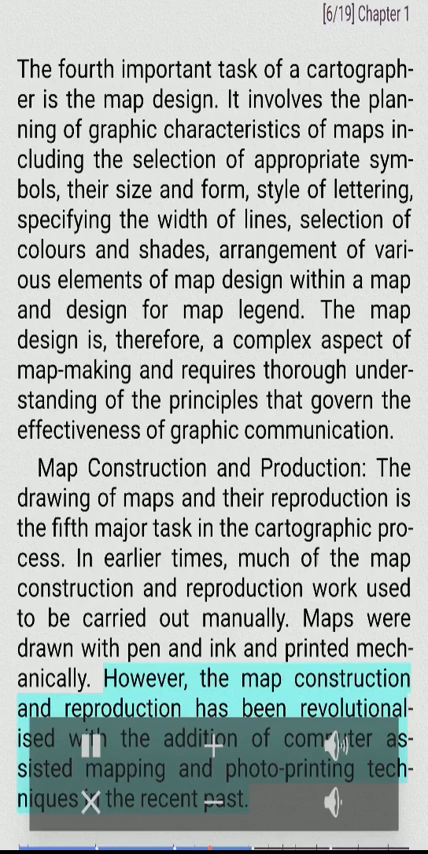 [6/19] Chapter 1
The fourth important task of a cartograph-
er is the map design. It involves the plan-
ning of graphic characteristics of maps in-
cluding the selection of appropriate sym-
bols, their size and form, style of lettering,
specifying the width of lines, selection of
colours and shades, arrangement of vari-
ous elements of map design within a map
and design for map legend. The map
design is, therefore, a complex aspect of
map-making and requires thorough under-
standing of the principles that govern the
effectiveness of graphic communication.
Map Construction and Production: The
drawing of maps and their reproduction is
the fifth major task in the cartographic pro-
cess. In earlier times, much of the map
construction and reproduction work used
to be carried out manually. Maps were
drawn with pen and ink and printed mech-
anically. However, the map construction
and reproduction has been revolutional-
ised with the addition of computer as-
sisted mapping and photo-printing tech-
niques in the recent past.